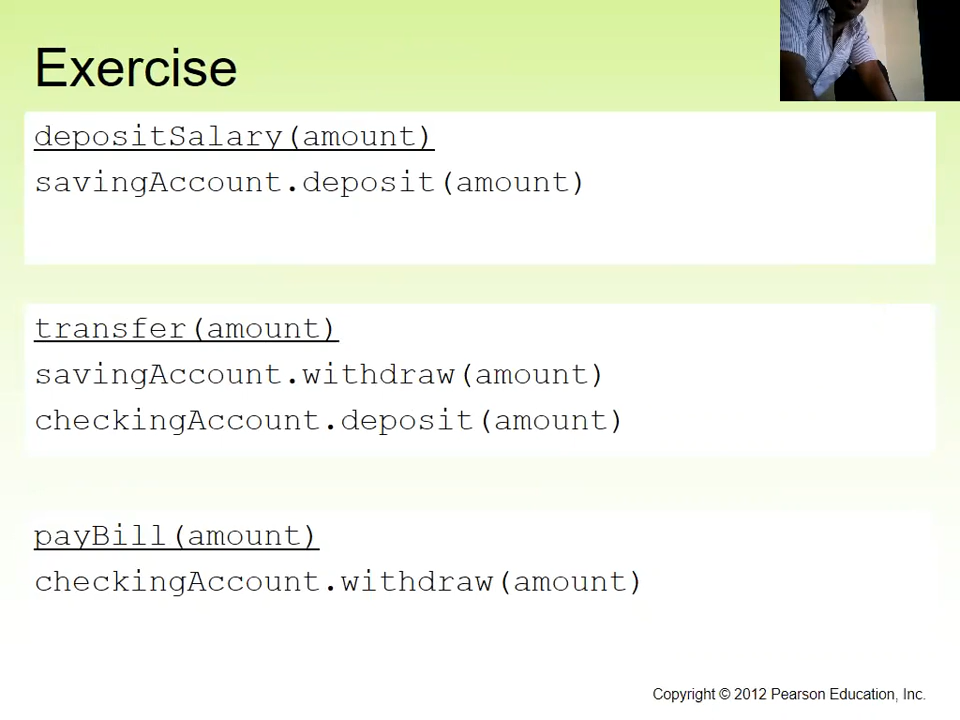 Exercise
depositSalary(amount)
savingAccount.deposit(amount)
transfer(amount)
savingAccount.withdraw(amount)
checkingAccount.deposit(amount)
payBill(amount)
checkingAccount.withdraw(amount)
Copyright © 2012 Pearson Education, Inc.